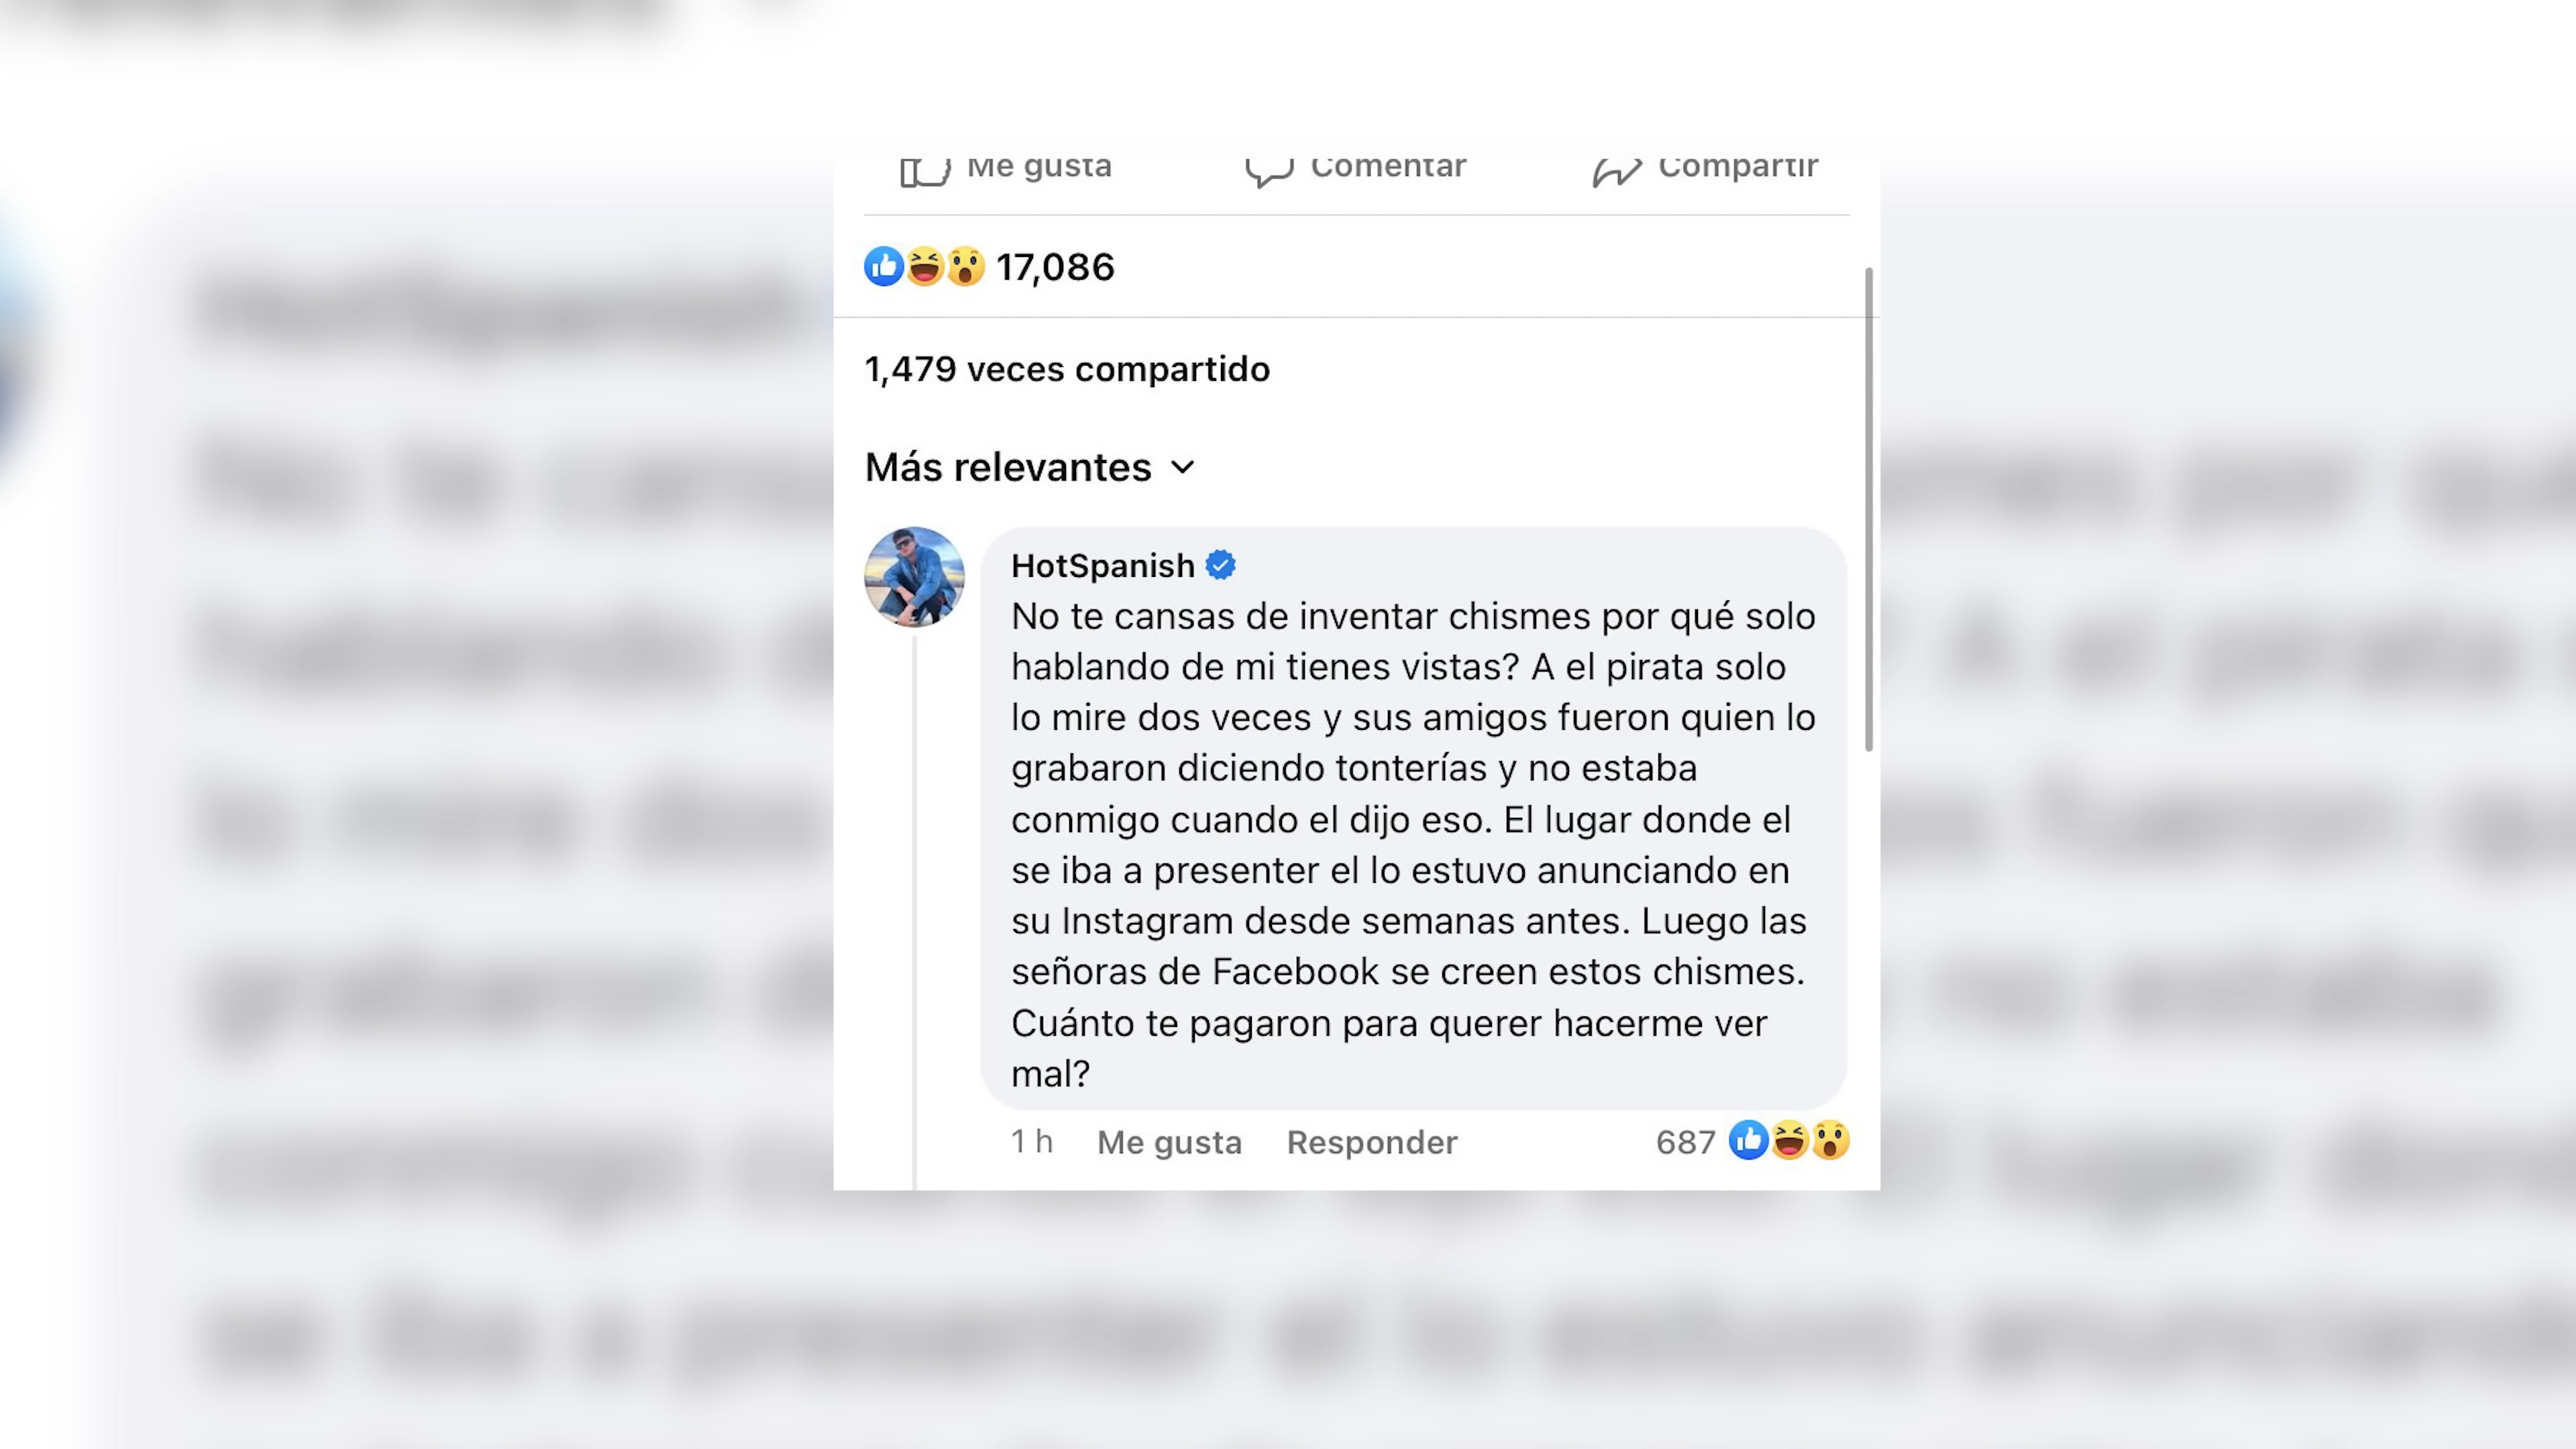 Me gusta Comentar Compartir
17,086
1,479 veces compartido
Más relevantes
HotSpanish
No te cansas de inventar chismes por qué solo
hablando de mi tienes vistas? A el pirata solo
lo mire dos veces y sus amigos fueron quien lo
grabaron diciendo tonterías y no estaba
conmigo cuando el dijo eso. El lugar donde el
se iba a presenter el lo estuvo anunciando en
su Instagram desde semanas antes. Luego las
señoras de Facebook se creen estos chismes.
Cuánto te pagaron para querer hacerme ver
mal?
1 h Me gusta Responder 687